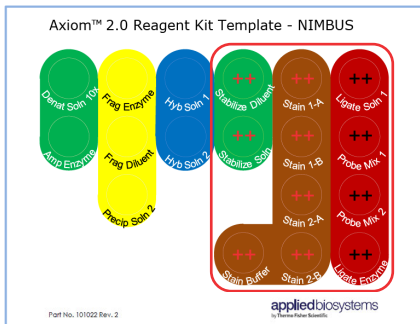 Axiom™ 2.0 Reagent Kit Template - NIMBUS
Denat Soln 10x
Frag Enzyme
Hyb Soln 1
++
Stabilize Diluent
++
Stain 1-A
++
Ligate Soln 1
Amp Enzyme
Frag Diluent
Hyb Soln 2
++
Stabilize Soln
++
Stain 1-B
++
Probe Mix 1
Precip Soln 2
++
Stain 2-A
++
Probe Mix 2
++
Stain Buffer
++
Stain 2-B
++
Ligate Enzyme
Part No. 101022 Rev. 2
appliedbiosystems
by Thermo Fisher Scientific